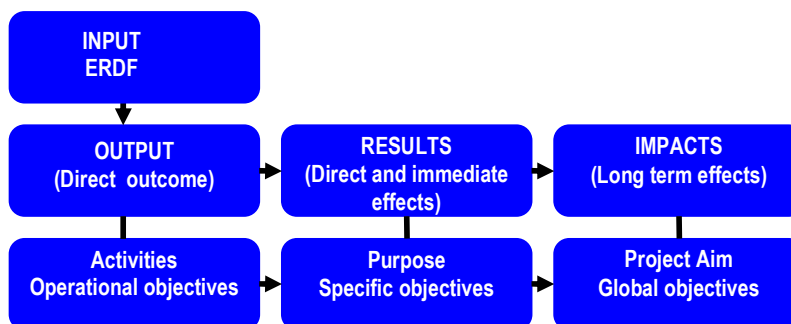 INPUT
ERDF
OUTPUT
(Direct outcome)
RESULTS
(Direct and immediate
effects)
IMPACTS
(Long term effects)
Activities
Operational objectives
Purpose
Specific objectives
Project Aim
Global objectives